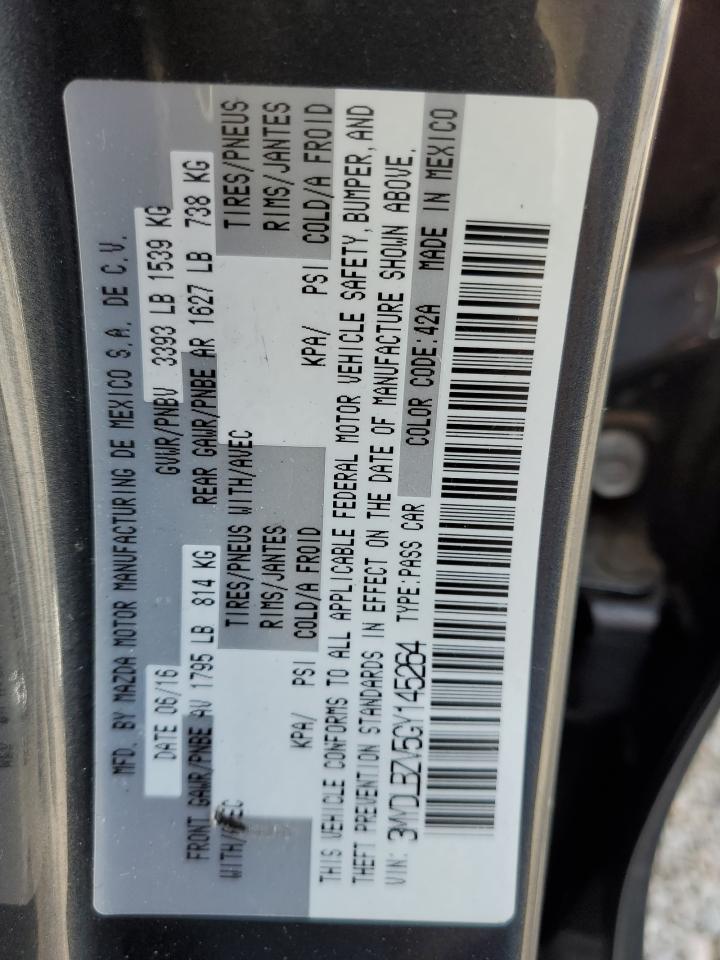 MFD. BY MAZDA MOTOR MANUFACTURING DE MEXICO S.A. DE C.V.
DATE 06/16 GVWR/PNBV 3393 LB 1539 KG
FRONT GAWR/PNBE AV 1795 LB 814 KG REAR GAWR/PNBE AR 1627 LB 738 KG
WITH/AVEC TIRES/PNEUS WITH/AVEC TIRES/PNEUS
RIMS/JANTES RIMS/JANTES
KPA/ PSI COLD/A FROID KPA/ PSI COLD/A FROID
THIS VEHICLE CONFORMS TO ALL APPLICABLE FEDERAL MOTOR VEHICLE SAFETY, BUMPER, AND
THEFT PREVENTION STANDARDS IN EFFECT ON THE DATE OF MANUFACTURE SHOWN ABOVE.
VIN: 3MYDLBZV5GY145264 TYPE:PASS CAR COLOR CODE:42A MADE IN MEXICO